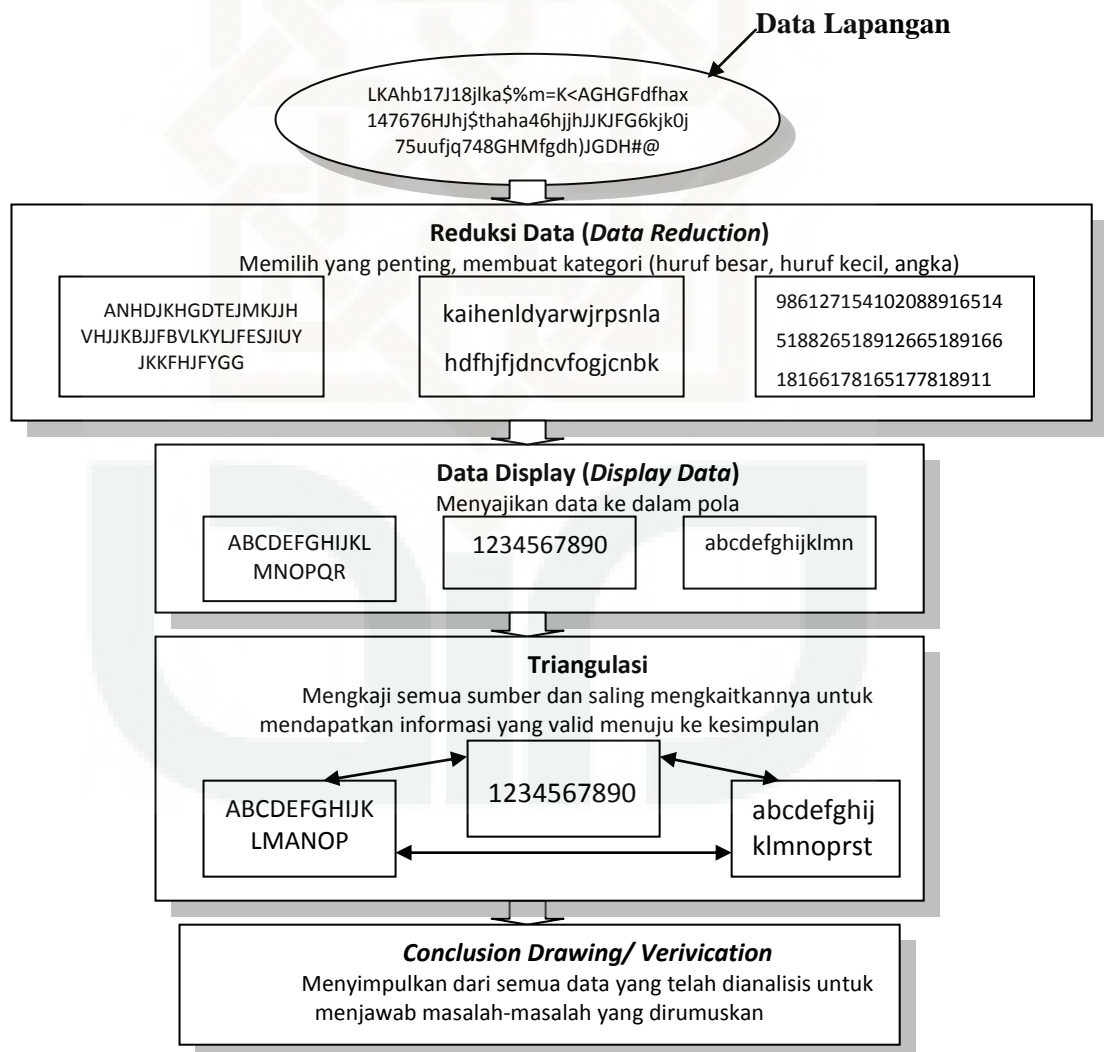 Data Lapangan
LKAhb17J18jlka$%m=K<AGHGFdfhax
147676HJhj$thaha46hjjhJJKJFG6kjk0j
75uufjq748GHMfgdh)JGDH#@
Reduksi Data (Data Reduction)
Memilih yang penting, membuat kategori (huruf besar, huruf kecil, angka)
ANHDJKHGDTEJMKJJH
VHJJKBJJFBVLKYLJFESJIUY
JKKFHJFYGG
kaihenldyarwjrpsnla
hdfhjfjdncvfogjcnbk
986127154102088916514
518826518912665189166
18166178165177818911
Data Display (Display Data)
Menyajikan data ke dalam pola
ABCDEFGHIJKL
MNOPQR
1234567890
abcdefghijklmn
Triangulasi
Mengkaji semua sumber dan saling mengkaitkannya untuk
mendapatkan informasi yang valid menuju ke kesimpulan
ABCDEFGHIJK
LMANOP
1234567890
abcdefghij
klmnoprst
Conclusion Drawing/ Verivication
Menyimpulkan dari semua data yang telah dianalisis untuk
menjawab masalah-masalah yang dirumuskan